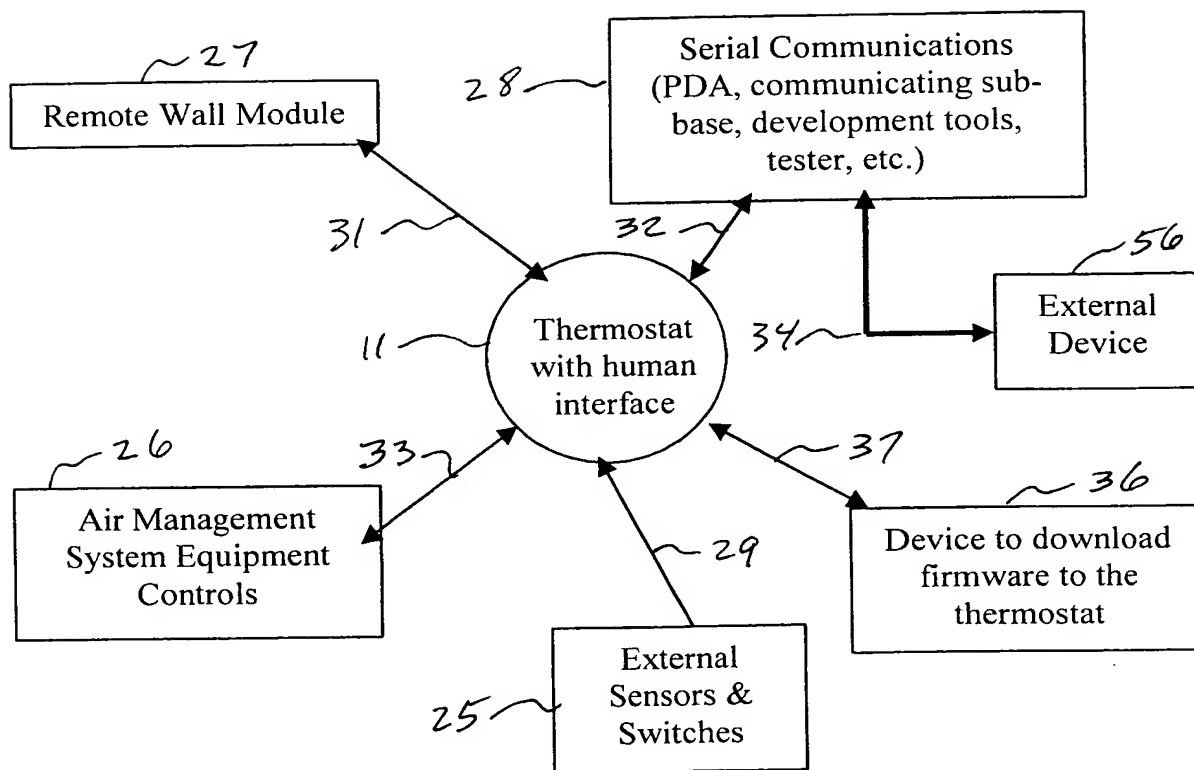 27
Remote Wall Module
28
Serial Communications
(PDA, communicating sub-
base, development tools,
tester, etc.)
31
32
34
56
External
Device
11
Thermostat
with human
interface
26
33
Air Management
System Equipment
Controls
37
36
Device to download
firmware to the
thermostat
29
25
External
Sensors &
Switches